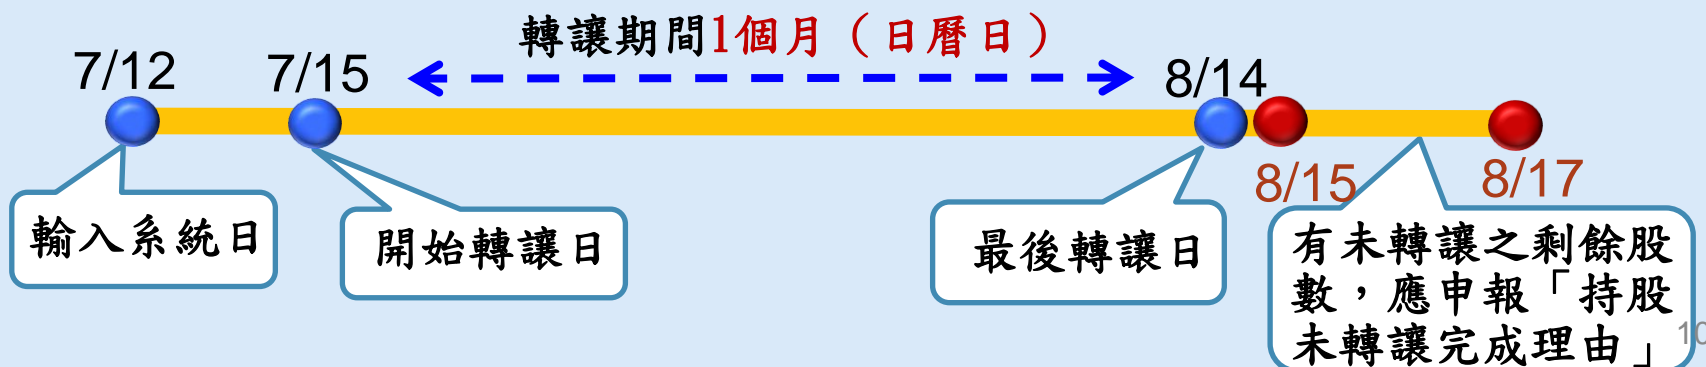 轉讓期間1個月（日曆日）
7/12
7/15
8/14
8/15
8/17
輸入系統日
開始轉讓日
最後轉讓日
有未轉讓之剩餘股
數，應申報「持股
未轉讓完成理由」
10